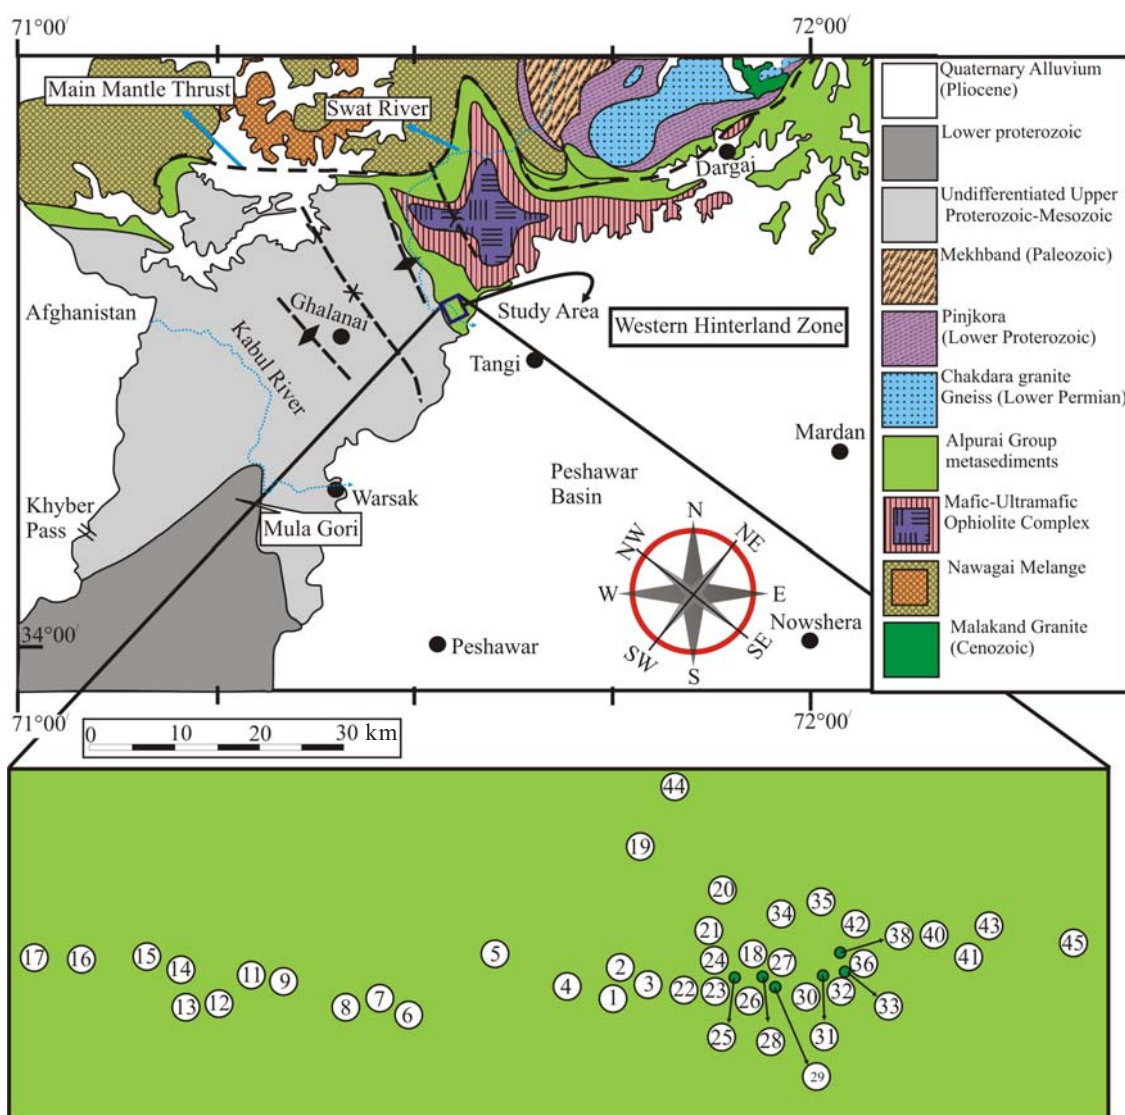 71°00/
72°00/
Main Mantle Thrust
Swat River
Dargai
Afghanistan
Ghalanai
Kabul River
Study Area
Western Hinterland Zone
Tangi
Mardan
Peshawar
Basin
Warsak
Khyber
Pass
Mula Gori
N
NE
E
SE
S
SW
W
NW
Nowshera
34°00/
Peshawar
71°00/
72°00/
0 10 20 30 km
Quaternary Alluvium
(Pliocene)
Lower proterozoic
Undifferentiated Upper
Proterozoic-Mesozoic
Mekhband (Paleozoic)
Pinjkora
(Lower Proterozoic)
Chakdara granite
Gneiss (Lower Permian)
Alpurai Group
metasediments
Mafic-Ultramafic
Ophiolite Complex
Nawagai Melange
Malakand Granite
(Cenozoic)
44
19
20
35
34
42
43
21
38
40
5
18
45
17
16
15
14
24
27
36
41
2
11
9
4
3
22
23
8
7
1
26
30
32
33
13
12
6
25
28
31
29